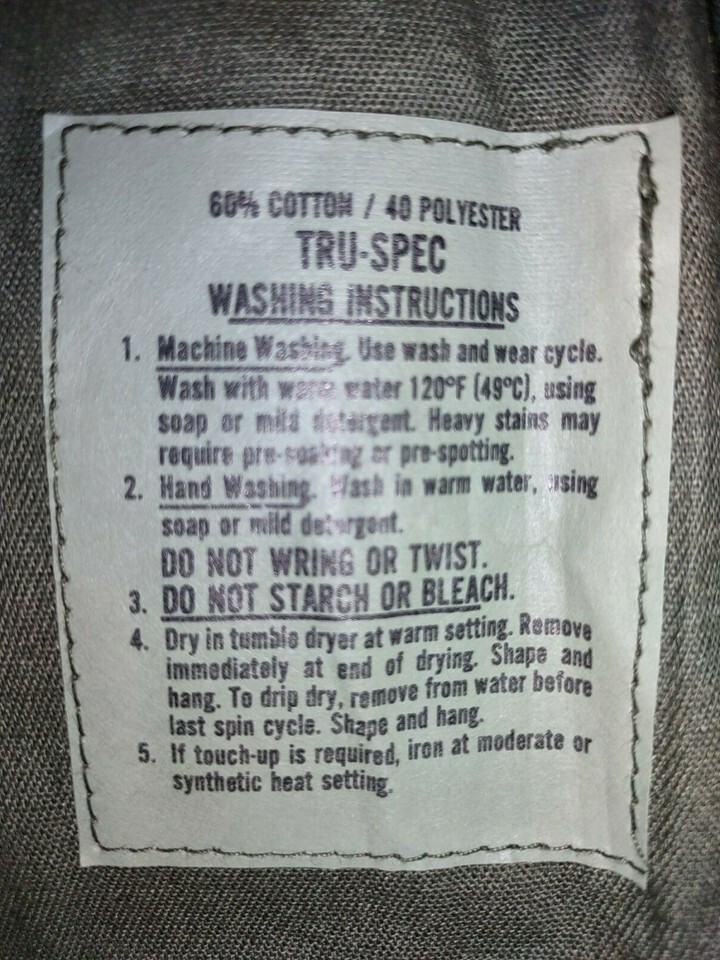 60% COTTON / 40 POLYESTER
TRU-SPEC
WASHING INSTRUCTIONS
1. Machine Washing. Use wash and wear cycle.
Wash with warm water 120°F (49°C), using
soap or mild detergent. Heavy stains may
require pre-soaking or pre-spotting.
2. Hand Washing. Wash in warm water, using
soap or mild detergent.
DO NOT WRING OR TWIST.
3. DO NOT STARCH OR BLEACH.
4. Dry in tumble dryer at warm setting. Remove
immediately at end of drying. Shape and
hang. To drip dry, remove from water before
last spin cycle. Shape and hang.
5. If touch-up is required, iron at moderate or
synthetic heat setting.